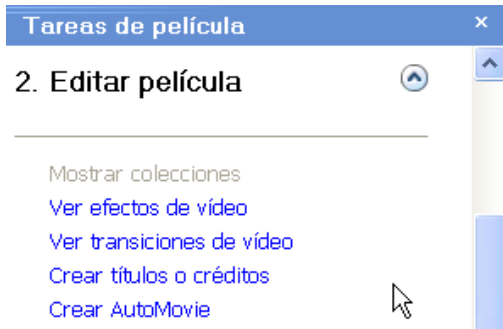 Tareas de película
2. Editar película
Mostrar colecciones
Ver efectos de vídeo
Ver transiciones de vídeo
Crear títulos o créditos
Crear AutoMovie